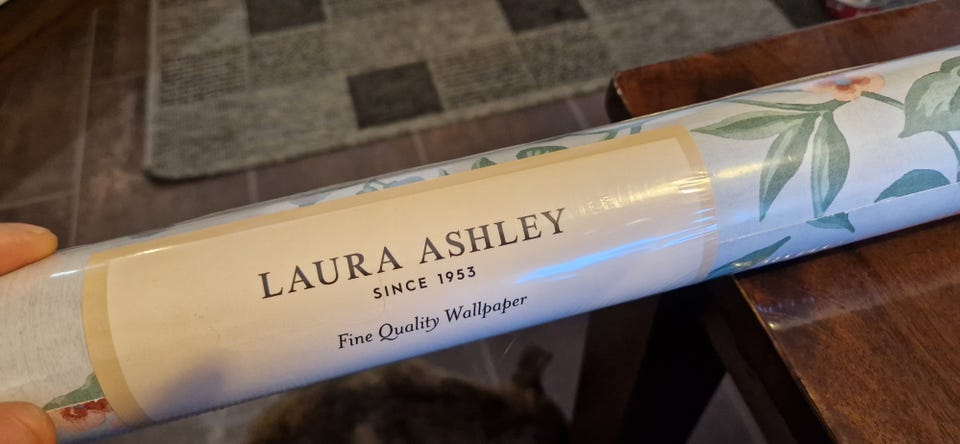 LAURA ASHLEY
SINCE 1953
Fine Quality Wallpaper